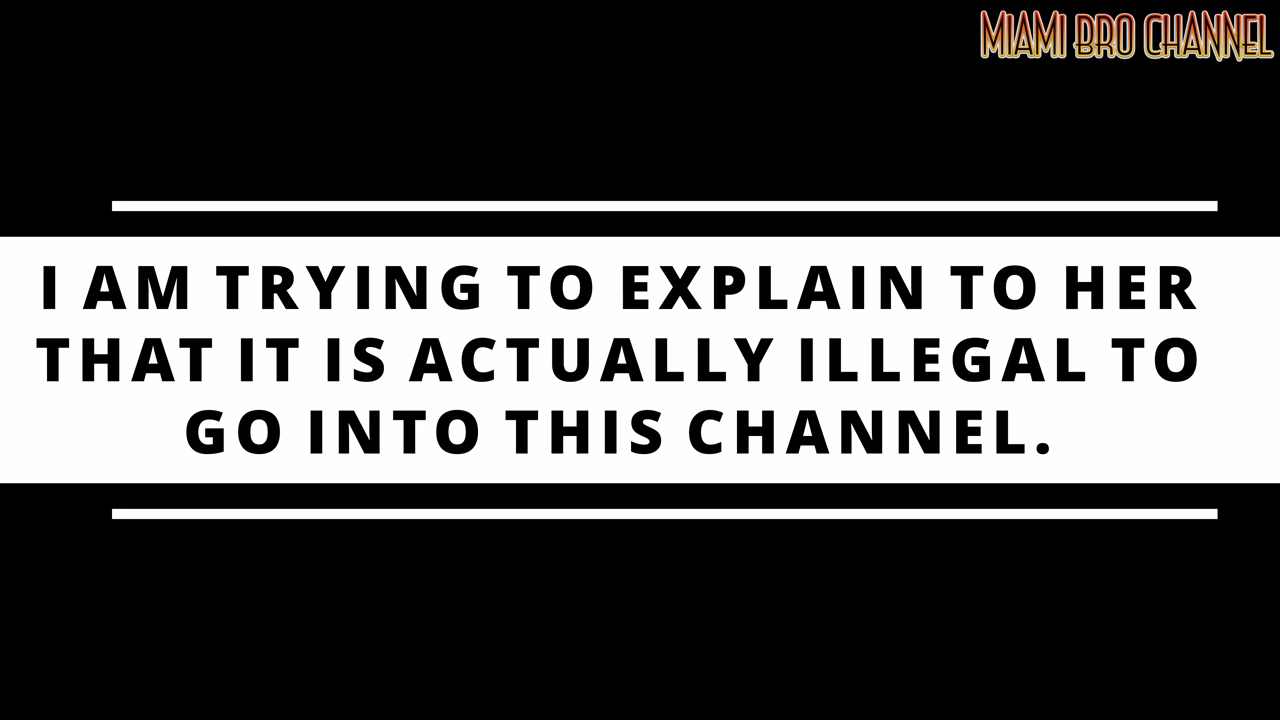 MIAMI BRO CHANNEL
I AM TRYING TO EXPLAIN TO HER
THAT IT IS ACTUALLY ILLEGAL TO
GO INTO THIS CHANNEL.